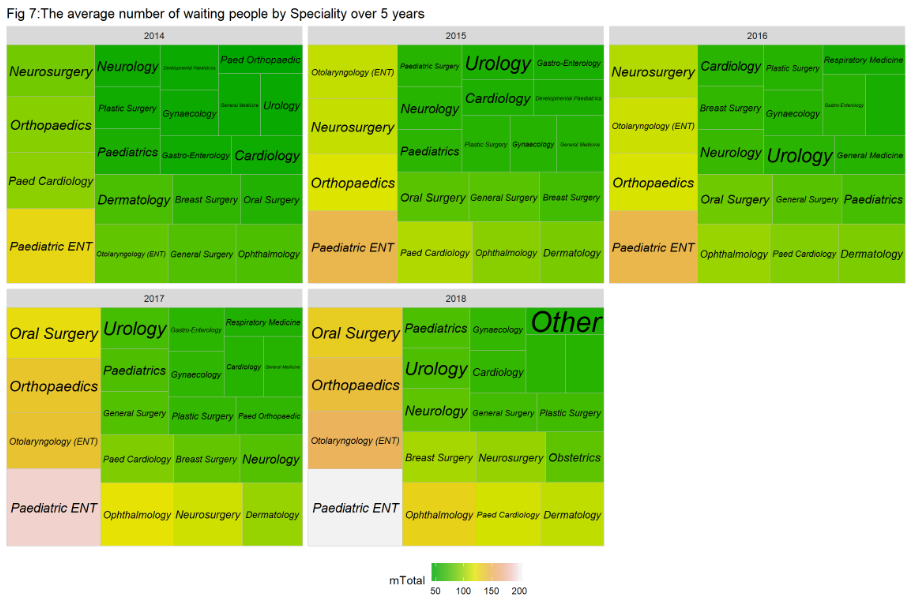 Fig 7:The average number of waiting people by Speciality over 5 years
2014
Neurosurgery
Orthopaedics
Paed Cardiology
Paediatric ENT
Neurology
Developmental Paediatrics
Paed Orthopaedic
Plastic Surgery
Gynaecology
General Medicine
Urology
Paediatrics
Gastro-Enterology
Cardiology
Dermatology
Breast Surgery
Oral Surgery
Otolaryngology (ENT)
General Surgery
Ophthalmology
2015
Otolaryngology (ENT)
Neurosurgery
Orthopaedics
Paediatric ENT
Paediatric Surgery
Urology
Gastro-Enterology
Neurology
Cardiology
Developmental Paediatrics
Paediatrics
Plastic Surgery
Gynaecology
General Medicine
Oral Surgery
General Surgery
Breast Surgery
Paed Cardiology
Ophthalmology
Dermatology
2016
Neurosurgery
Otolaryngology (ENT)
Orthopaedics
Paediatric ENT
Cardiology
Plastic Surgery
Respiratory Medicine
Breast Surgery
Gynaecology
Gastro-Enterology
Neurology
Urology
General Medicine
Oral Surgery
General Surgery
Paediatrics
Ophthalmology
Paed Cardiology
Dermatology
2017
Oral Surgery
Orthopaedics
Otolaryngology (ENT)
Paediatric ENT
Urology
Gastro-Enterology
Respiratory Medicine
Paediatrics
Gynaecology
Cardiology
General Medicine
General Surgery
Plastic Surgery
Paed Orthopaedic
Paed Cardiology
Breast Surgery
Neurology
Ophthalmology
Neurosurgery
Dermatology
2018
Oral Surgery
Orthopaedics
Otolaryngology (ENT)
Paediatric ENT
Paediatrics
Gynaecology
Other
Urology
Cardiology
Neurology
General Surgery
Plastic Surgery
Breast Surgery
Neurosurgery
Obstetrics
Ophthalmology
Paed Cardiology
Dermatology
mTotal
50 100 150 200